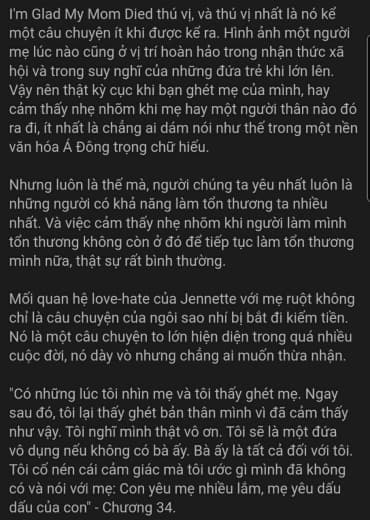 I'm Glad My Mom Died thú vị, và thú vị nhất là nó kể
một câu chuyện ít khi được kể ra. Hình ảnh một người
mẹ lúc nào cũng ở vị trí hoàn hảo trong nhận thức xã
hội và trong suy nghĩ của những đứa trẻ khi lớn lên.
Vậy nên thật kỳ cục khi bạn ghét mẹ của mình, hay
cảm thấy nhẹ nhõm khi mẹ hay một người thân nào đó
ra đi, ít nhất là chẳng ai dám nói như thế trong một nền
văn hóa Á Đông trọng chữ hiếu.
Nhưng luôn là thế mà, người chúng ta yêu nhất luôn là
những người có khả năng làm tổn thương ta nhiều
nhất. Và việc cảm thấy nhẹ nhõm khi người làm mình
tổn thương không còn ở đó để tiếp tục làm tổn thương
mình nữa, thật sự rất bình thường.
Mối quan hệ love-hate của Jennette với mẹ ruột không
chỉ là câu chuyện của ngôi sao nhí bị bắt đi kiếm tiền.
Nó là một câu chuyện to lớn hiện diện trong quá nhiều
cuộc đời, nó dày vò nhưng chẳng ai muốn thừa nhận.
"Có những lúc tôi nhìn mẹ và tôi thấy ghét mẹ. Ngay
sau đó, tôi lại thấy ghét bản thân mình vì đã cảm thấy
như vậy. Tôi nghĩ mình thật vô ơn. Tôi sẽ là một đứa
vô dụng nếu không có bà ấy. Bà ấy là tất cả đối với tôi.
Tôi cố nén cái cảm giác mà tôi ước gì mình đã không
có và nói với mẹ: Con yêu mẹ nhiều lắm, mẹ yêu dấu
dấu của con" - Chương 34.